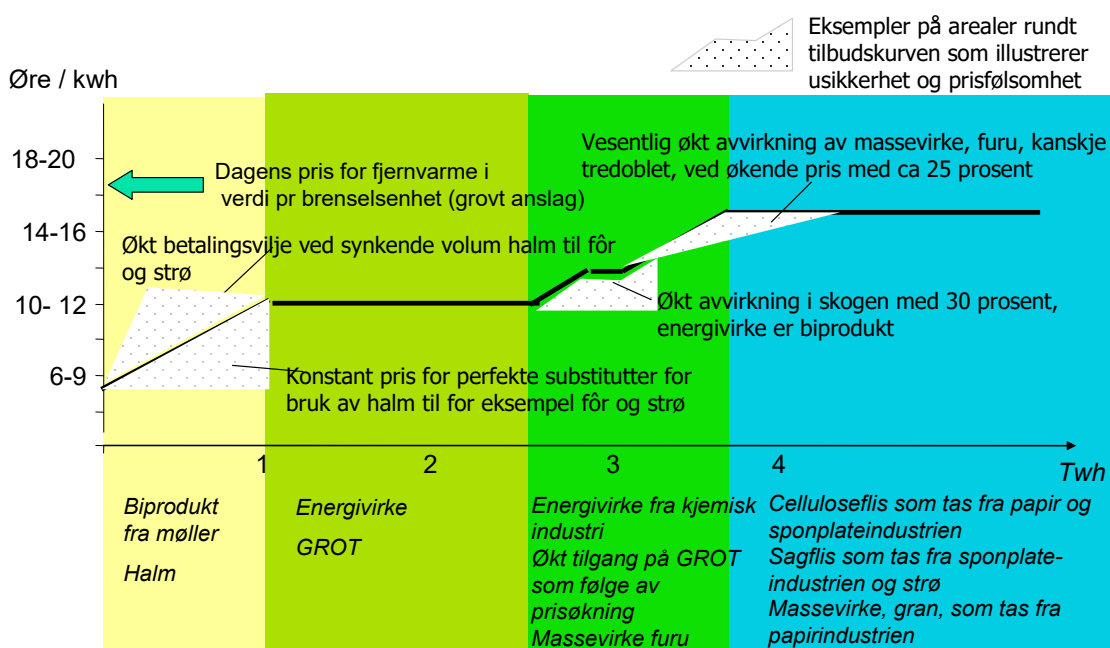 Eksempler på arealer rundt
tilbudskurven som illustrerer
usikkerhet og prisfølsomhet
Øre / kwh
18-20
14-16
10- 12
6-9
Dagens pris for fjernvarme i
verdi pr brenselsenhet (grovt anslag)
Økt betalingsvilje ved synkende volum halm til fôr
og strø
Konstant pris for perfekte substitutter for
bruk av halm til for eksempel fôr og strø
Vesentlig økt avvirkning av massevirke, furu, kanskje
tredoblet, ved økende pris med ca 25 prosent
Økt avvirkning i skogen med 30 prosent,
energivirke er biprodukt
1
2
3
4
Twh
Biprodukt
fra møller
Halm
Energivirke
GROT
Energivirke fra kjemisk
industri
Økt tilgang på GROT
som følge av
prisøkning
Massevirke furu
Celluloseflis som tas fra papir og
sponplateindustrien
Sagflis som tas fra sponplate-
industrien og strø
Massevirke, gran, som tas fra
papirindustrien